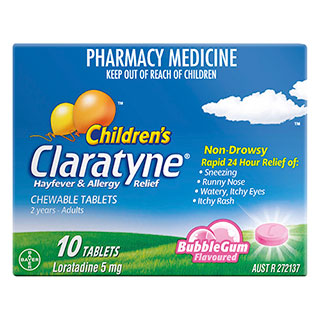 PHARMACY MEDICINE
KEEP OUT OF REACH OF CHILDREN
™
Children's
Claratyne®
Hayfever & Allergy Relief
CHEWABLE TABLETS
2 years - Adults
Non-Drowsy
Rapid 24 Hour Relief of:
• Sneezing
• Runny Nose
• Watery, Itchy Eyes
• Itchy Rash
™
BubbleGum
Flavoured
10 TABLETS
Loratadine 5 mg
BAYER
AUST R 272137